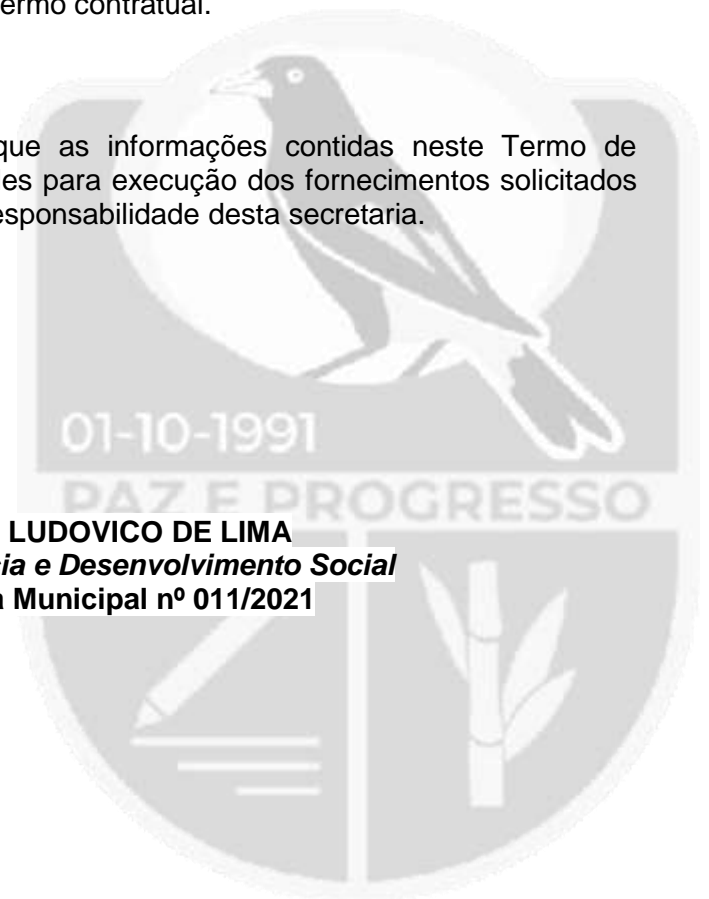 ermo contratual.
que as informações contidas neste Termo de
es para execução dos fornecimentos solicitados
esponsabilidade desta secretaria.
01-10-1991
PAZ E PROGRESSO
LUDOVICO DE LIMA
cia e Desenvolvimento Social
a Municipal nº 011/2021